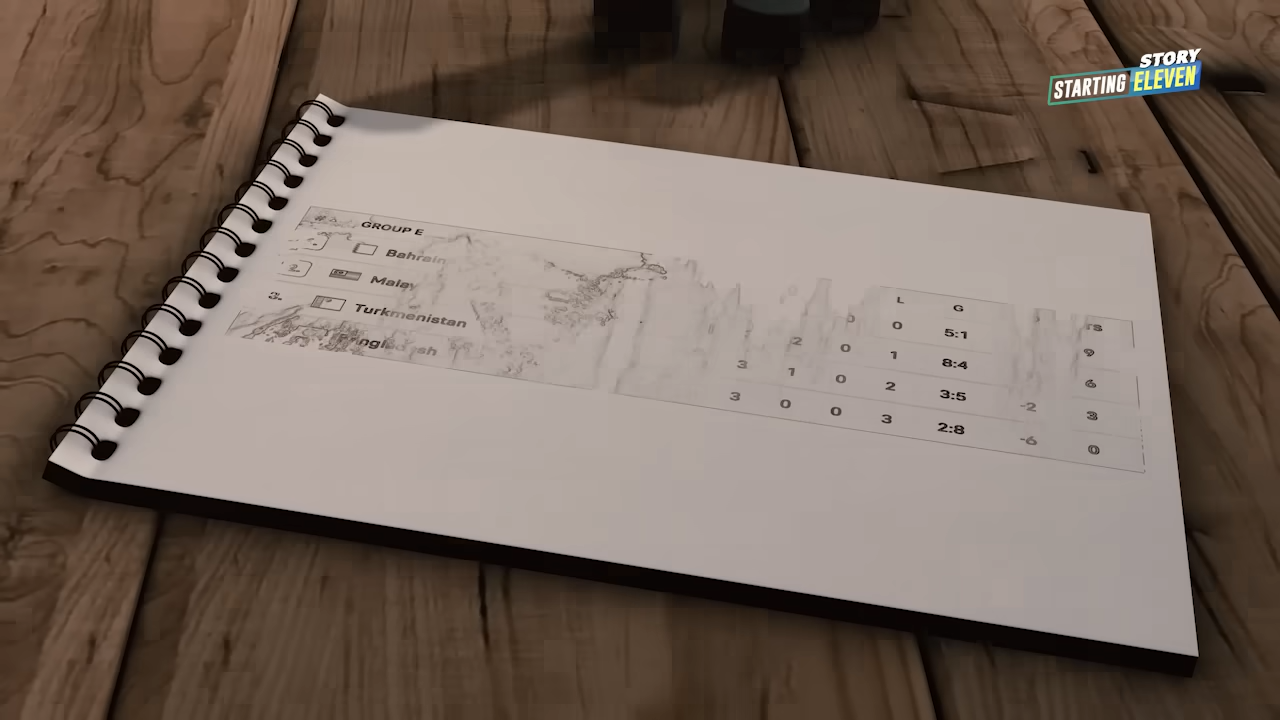 STORY
STARTING ELEVEN
GROUP E L G
Bahrain 0 5:1 9
2 0 1 8:4 6
Turkmenistan 3 1 0 2 3:5 -2 3
3 0 0 3 2:8 -6 0